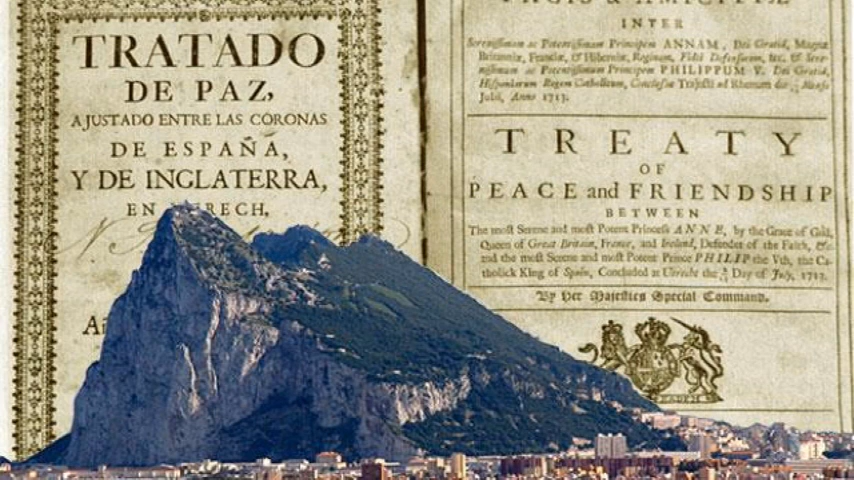 TRATADO
DE PAZ,
AJUSTADO ENTRE LAS CORONAS
DE ESPAÑA,
Y DE INGLATERRA,
EN
PACIS & AMICITIÆ
INTER
Sereniſſimam ac Potentiſſimam Principem ANNAM, Dei Gratiâ, Magnæ
Britanniæ, Franciæ, & Hiberniæ, Reginam, Fidei Defenſorem, &c. & Sere-
niſſimum ac Potentiſſimum Principem PHILIPPUM V. Dei Gratiâ,
Hiſpaniarum Regem Catholicum, Concluſus Trajecti ad Rhenum die Menſis
Julii, Anno 1713.
TREATY
OF
PEACE and FRIENDSHIP
BETWEEN
The moſt Serene and moſt Potent Princeſs ANNE, by the Grace of God,
Queen of Great Britain, France, and Ireland, Defender of the Faith, &c.
and the moſt Serene and moſt Potent Prince PHILIP the Vth, the Ca-
tholick King of Spain, Concluded at Utrecht the Day of July, 1713.
By Her Majeſties Special Command.